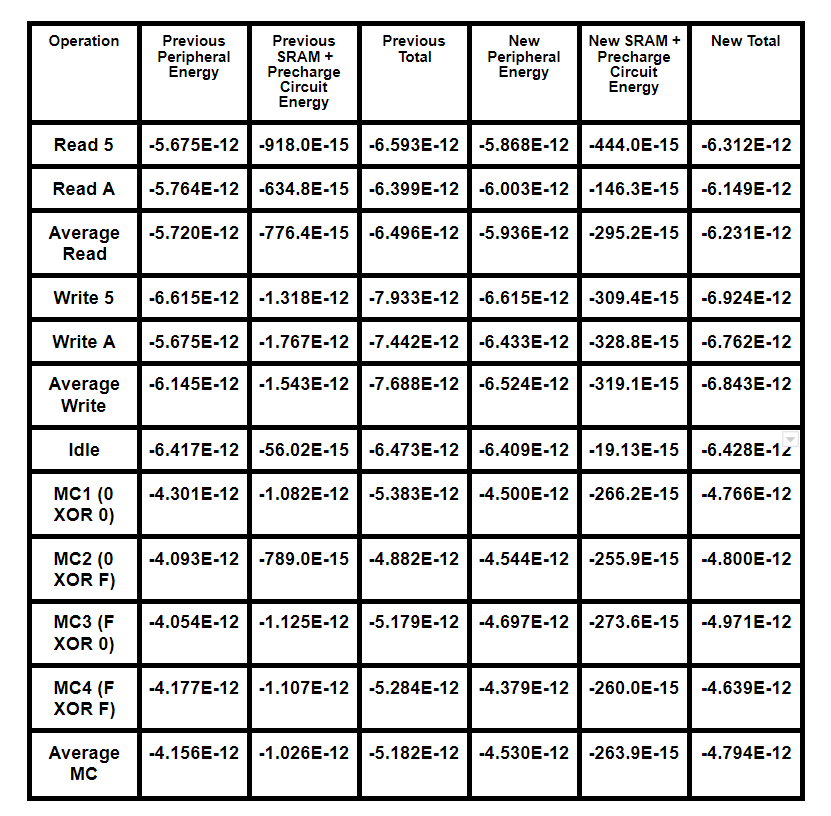 Operation Previous Peripheral Energy Previous SRAM + Precharge Circuit Energy Previous Total New Peripheral Energy New SRAM + Precharge Circuit Energy New Total
Read 5 -5.675E-12 -918.0E-15 -6.593E-12 -5.868E-12 -444.0E-15 -6.312E-12
Read A -5.764E-12 -634.8E-15 -6.399E-12 -6.003E-12 -146.3E-15 -6.149E-12
Average Read -5.720E-12 -776.4E-15 -6.496E-12 -5.936E-12 -295.2E-15 -6.231E-12
Write 5 -6.615E-12 -1.318E-12 -7.933E-12 -6.615E-12 -309.4E-15 -6.924E-12
Write A -5.675E-12 -1.767E-12 -7.442E-12 -6.433E-12 -328.8E-15 -6.762E-12
Average Write -6.145E-12 -1.543E-12 -7.688E-12 -6.524E-12 -319.1E-15 -6.843E-12
Idle -6.417E-12 -56.02E-15 -6.473E-12 -6.409E-12 -19.13E-15 -6.428E-12
MC1 (0 XOR 0) -4.301E-12 -1.082E-12 -5.383E-12 -4.500E-12 -266.2E-15 -4.766E-12
MC2 (0 XOR F) -4.093E-12 -789.0E-15 -4.882E-12 -4.544E-12 -255.9E-15 -4.800E-12
MC3 (F XOR 0) -4.054E-12 -1.125E-12 -5.179E-12 -4.697E-12 -273.6E-15 -4.971E-12
MC4 (F XOR F) -4.177E-12 -1.107E-12 -5.284E-12 -4.379E-12 -260.0E-15 -4.639E-12
Average MC -4.156E-12 -1.026E-12 -5.182E-12 -4.530E-12 -263.9E-15 -4.794E-12